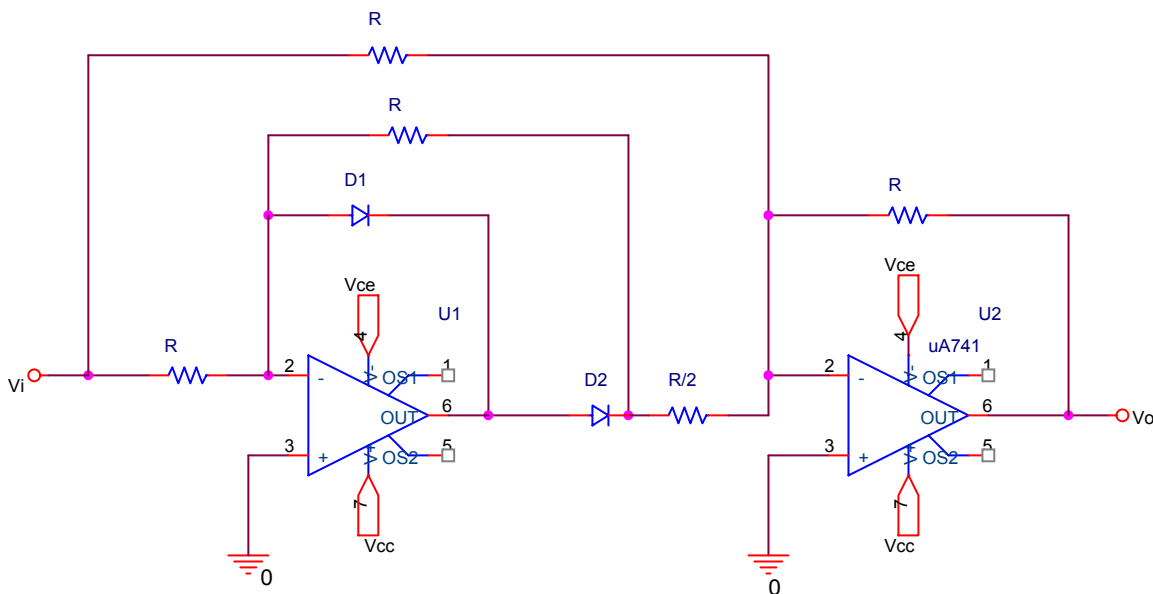 R
R
D1
R
Vce
U1
Vce
U2
uA741
R
4
V-
OS1
1
4
V-
OS1
1
Vi
2
-
D2
R/2
2
-
OUT
6
OUT
6
Vo
3
+
V+
OS2
5
3
+
V+
OS2
5
7
Vcc
7
Vcc
0
0